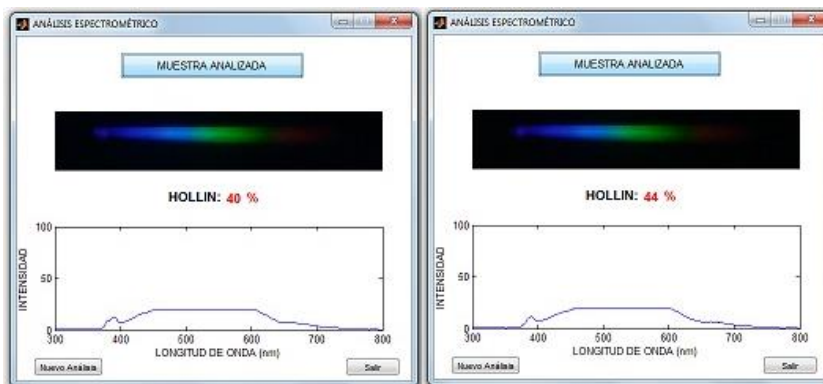 ANÁLISIS ESPECTROMÉTRICO
MUESTRA ANALIZADA
HOLLIN: 40 %
INTENSIDAD
100
50
0
300 400 500 600 700 800
LONGITUD DE ONDA (nm)
Nuevo Análisis
Salir
ANÁLISIS ESPECTROMÉTRICO
MUESTRA ANALIZADA
HOLLIN: 44 %
INTENSIDAD
100
50
0
300 400 500 600 700 800
LONGITUD DE ONDA (nm)
Nuevo Análisis
Salir